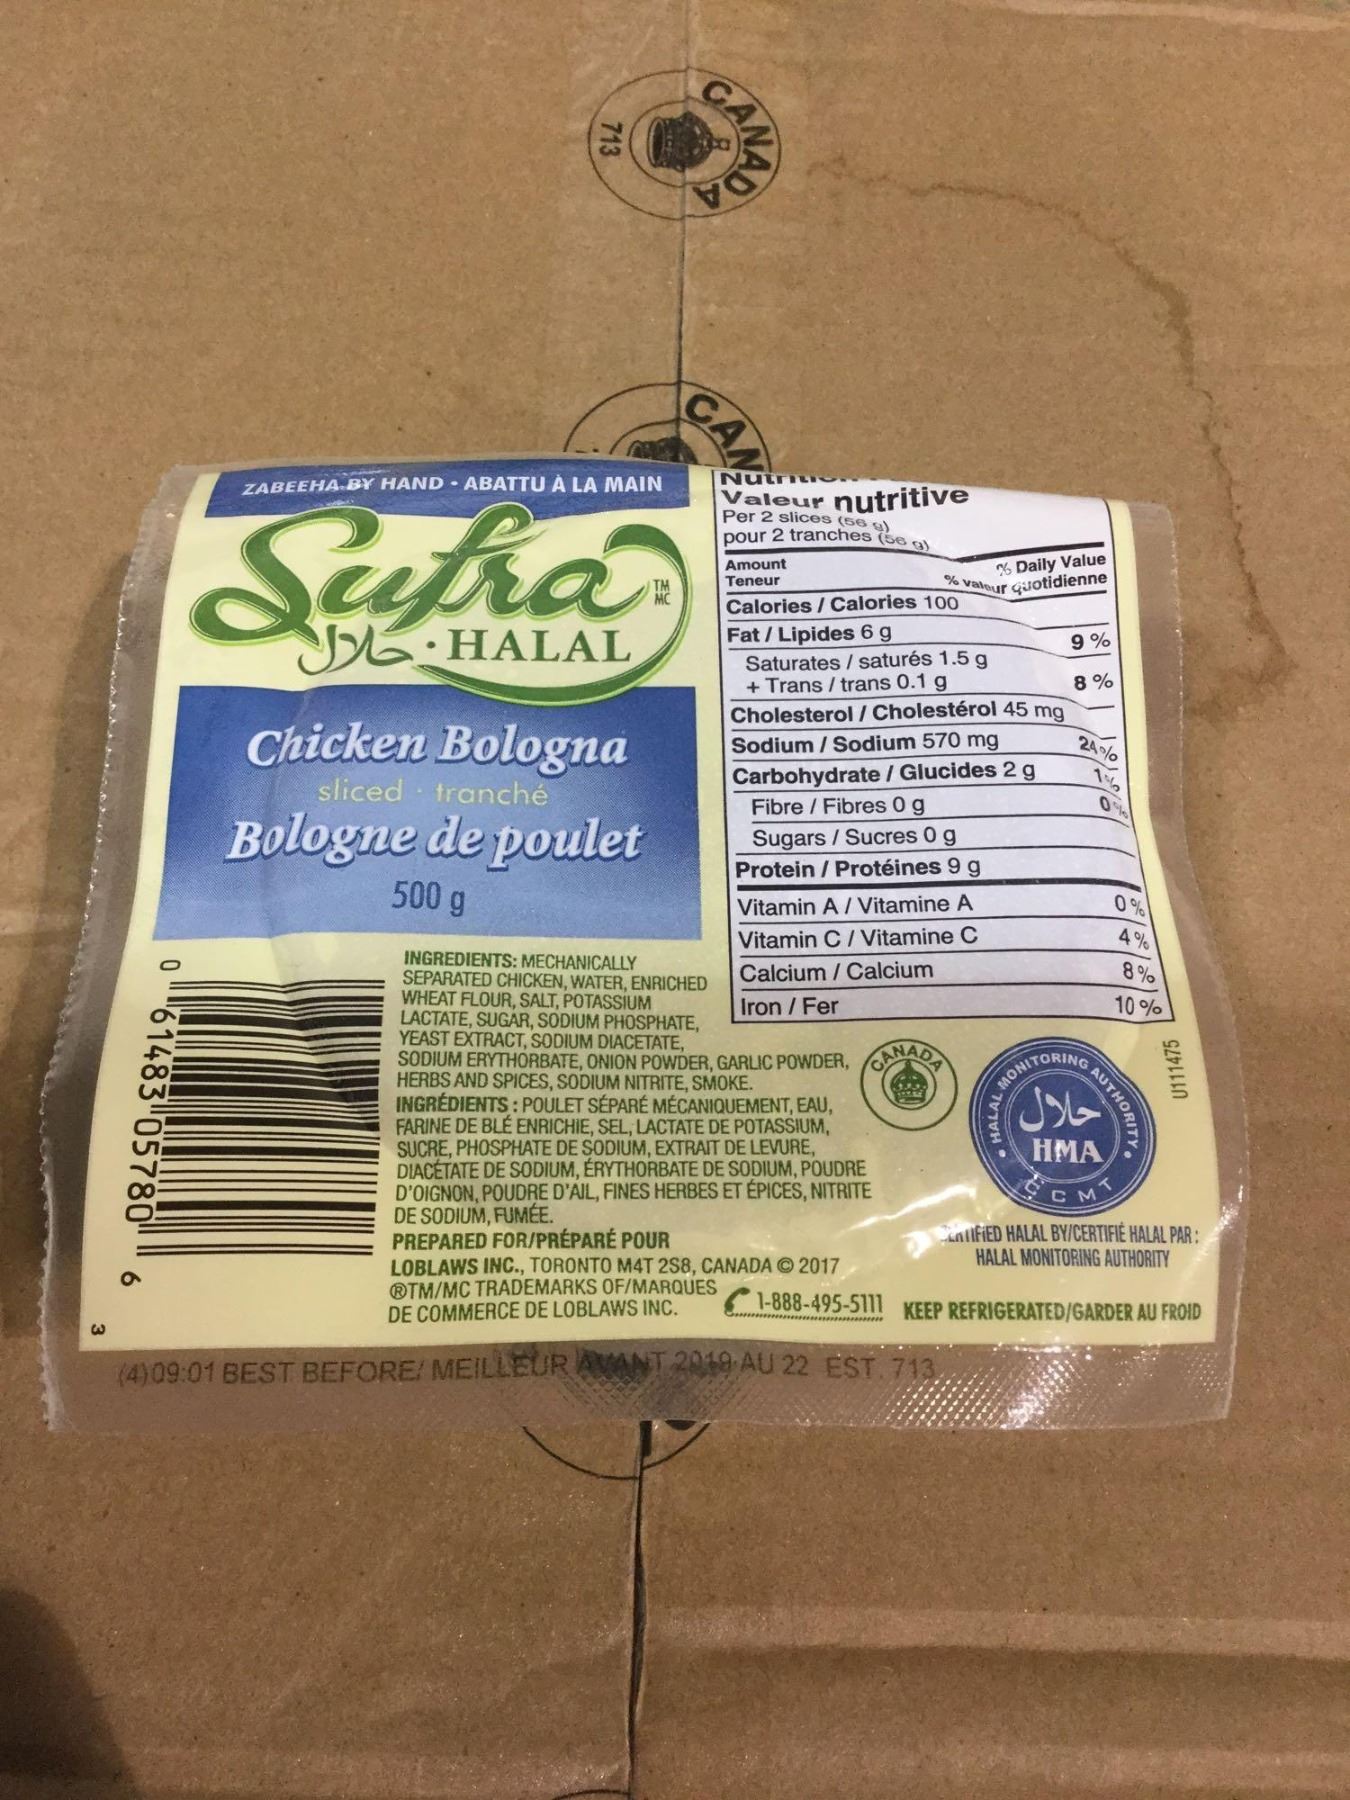 CANADA
713
CAN
ZABEEHA BY HAND • ABATTU À LA MAIN
Sufra
TM
MC
حلال • HALAL
Chicken Bologna
sliced · tranché
Bologne de poulet
500 g
Valeur nutritive
Per 2 slices (56 g)
pour 2 tranches (56 g)
Amount % Daily Value
Teneur % valeur quotidienne
Calories / Calories 100
Fat / Lipides 6 g 9 %
Saturates / saturés 1.5 g
+ Trans / trans 0.1 g 8 %
Cholesterol / Cholestérol 45 mg
Sodium / Sodium 570 mg 24 %
Carbohydrate / Glucides 2 g 1 %
Fibre / Fibres 0 g 0 %
Sugars / Sucres 0 g
Protein / Protéines 9 g
Vitamin A / Vitamine A 0 %
Vitamin C / Vitamine C 4 %
Calcium / Calcium 8 %
Iron / Fer 10 %
INGREDIENTS: MECHANICALLY
SEPARATED CHICKEN, WATER, ENRICHED
WHEAT FLOUR, SALT, POTASSIUM
LACTATE, SUGAR, SODIUM PHOSPHATE,
YEAST EXTRACT, SODIUM DIACETATE,
SODIUM ERYTHORBATE, ONION POWDER, GARLIC POWDER,
HERBS AND SPICES, SODIUM NITRITE, SMOKE.
INGRÉDIENTS : POULET SÉPARÉ MÉCANIQUEMENT, EAU,
FARINE DE BLÉ ENRICHIE, SEL, LACTATE DE POTASSIUM,
SUCRE, PHOSPHATE DE SODIUM, EXTRAIT DE LEVURE,
DIACÉTATE DE SODIUM, ÉRYTHORBATE DE SODIUM, POUDRE
D'OIGNON, POUDRE D'AIL, FINES HERBES ET ÉPICES, NITRITE
DE SODIUM, FUMÉE.
PREPARED FOR/PRÉPARÉ POUR
LOBLAWS INC., TORONTO M4T 2S8, CANADA © 2017
®TM/MC TRADEMARKS OF/MARQUES
DE COMMERCE DE LOBLAWS INC.
1-888-495-5111
KEEP REFRIGERATED/GARDER AU FROID
CANADA
• HALAL MONITORING AUTHORITY •
حلال
HMA
CCMT
CERTIFIED HALAL BY/CERTIFIÉ HALAL PAR :
HALAL MONITORING AUTHORITY
U111475
0 61483 05780 6
3
(4)09:01 BEST BEFORE/ MEILLEUR AVANT 2019 AU 22 EST. 713